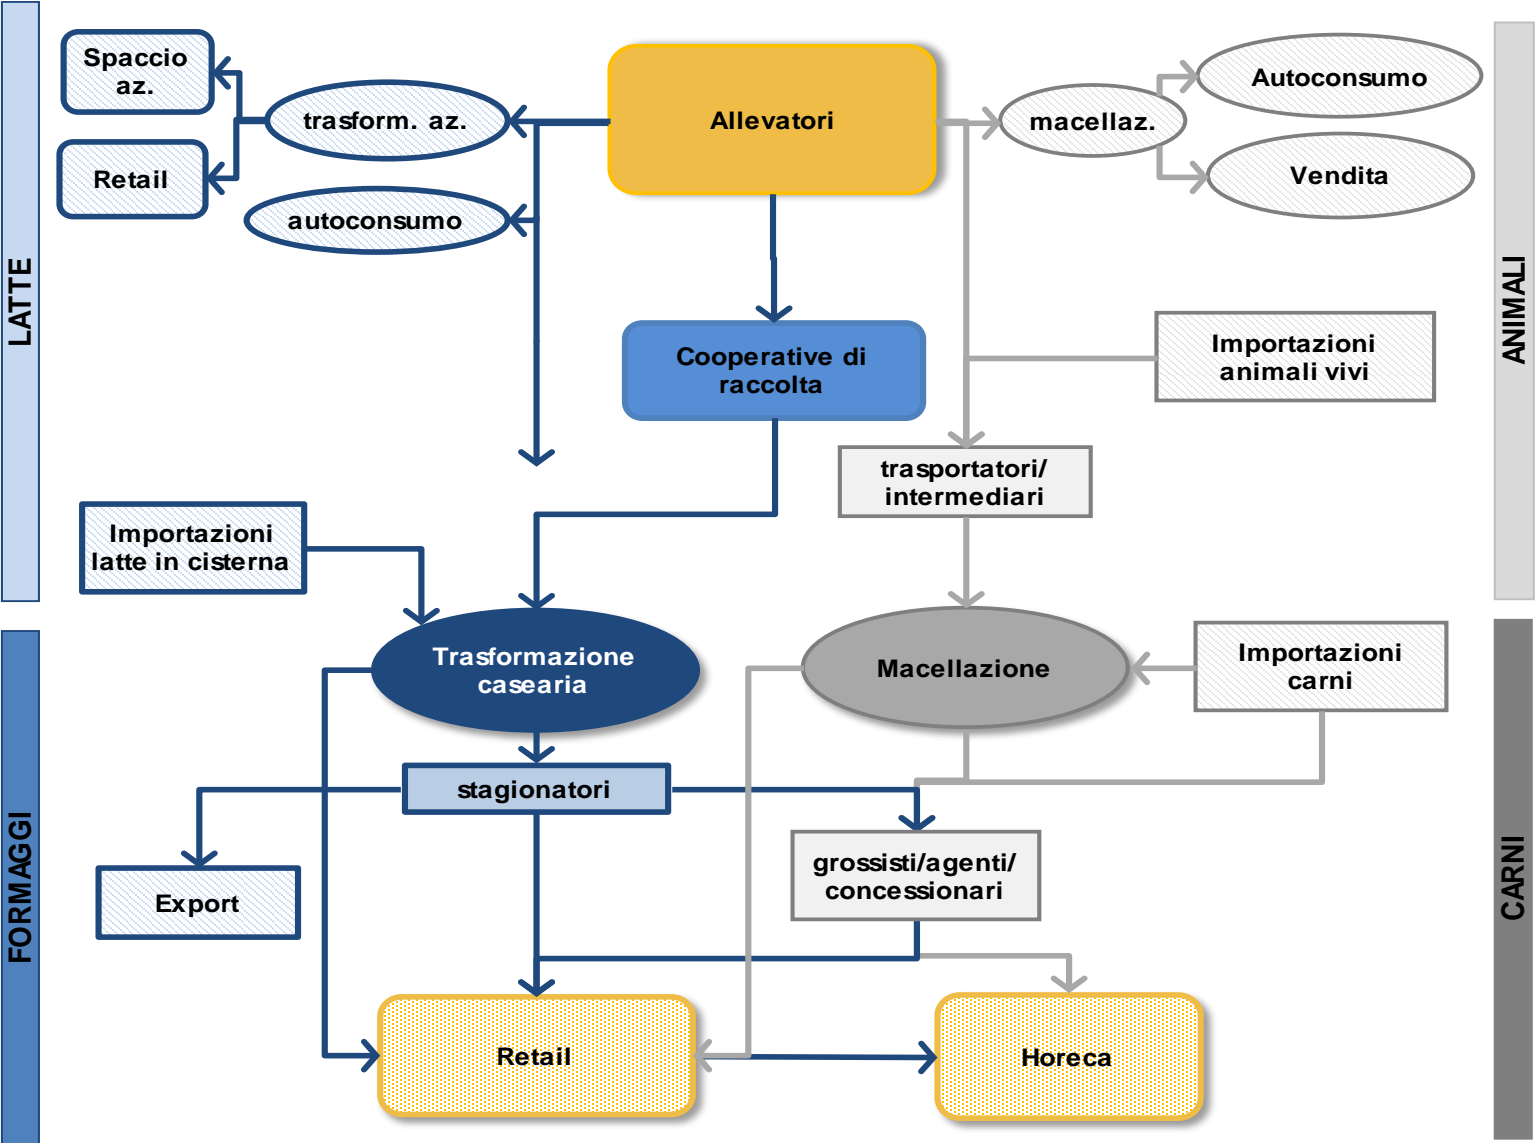 LATTE
FORMAGGI
ANIMALI
CARNI
Spaccio
az.
Retail
trasform. az.
autoconsumo
Allevatori
macellaz.
Autoconsumo
Vendita
Cooperative di
raccolta
Importazioni
animali vivi
trasportatori/
intermediari
Importazioni
latte in cisterna
Trasformazione
casearia
Macellazione
Importazioni
carni
stagionatori
grossisti/agenti/
concessionari
Export
Retail
Horeca